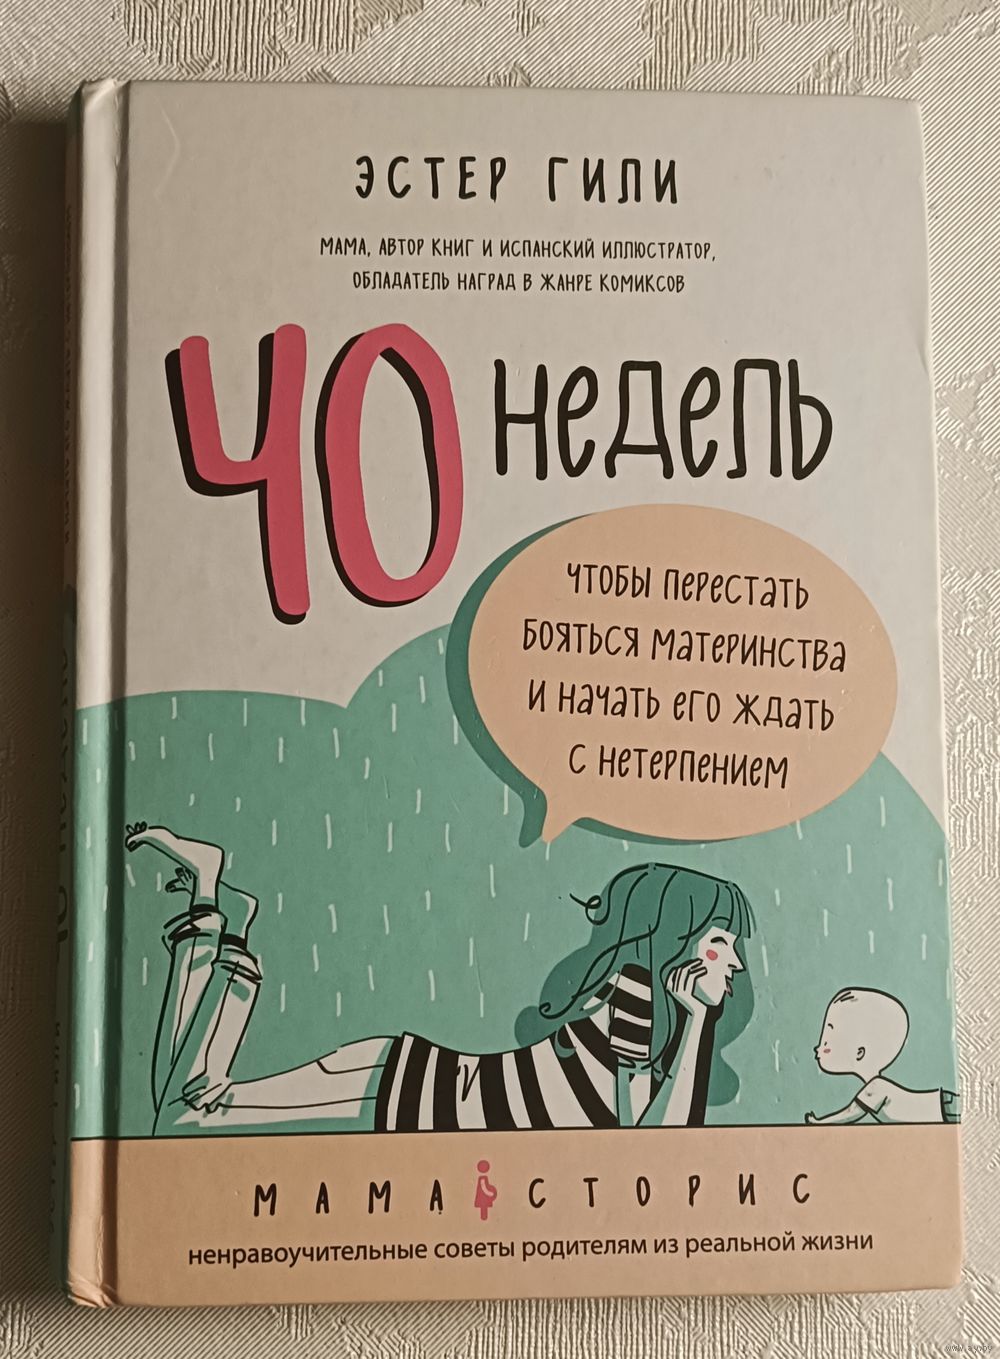 ЭСТЕР ГИЛИ
МАМА, АВТОР КНИГ И ИСПАНСКИЙ ИЛЛЮСТРАТОР,
ОБЛАДАТЕЛЬ НАГРАД В ЖАНРЕ КОМИКСОВ
40 недель
чтобы перестать
бояться материнства
и начать его ждать
с нетерпением
МАМА СТОРИС
ненравоучительные советы родителям из реальной жизни